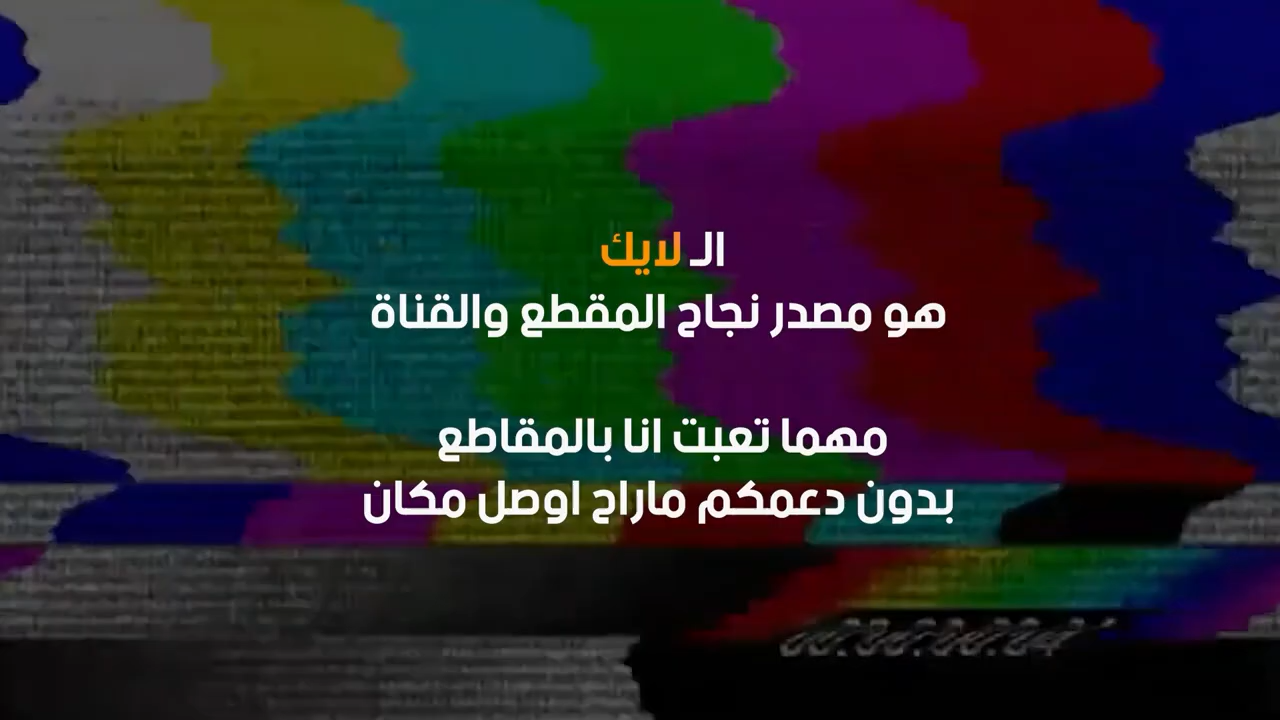 الـ لايك
هو مصدر نجاح المقطع والقناة
مهما تعبت انا بالمقاطع
بدون دعمكم ماراح اوصل مكان